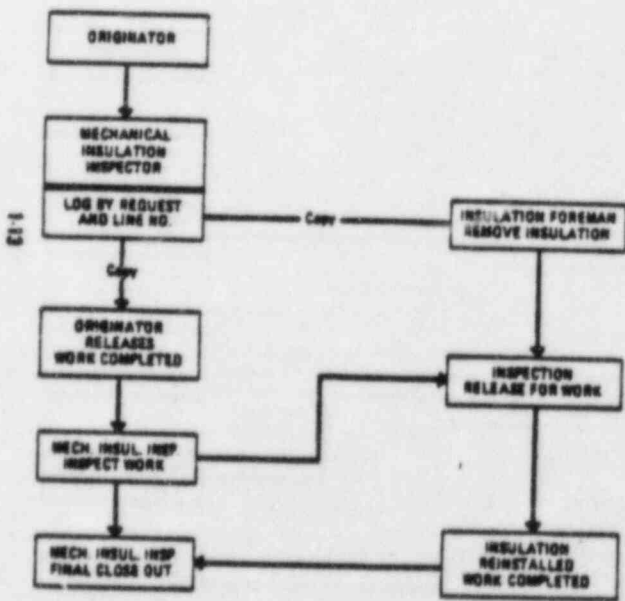 ORIGINATOR
MECHANICAL
INSULATION
INSPECTOR
LOG BY REQUEST
AND LINE NO.
Copy
INSULATION FOREMAN
REMOVE INSULATION
1-13
Copy
ORIGINATOR
RELEASES
WORK COMPLETED
INSPECTION
RELEASE FOR WORK
MECH. INSUL. INSP.
INSPECT WORK
MECH. INSUL. INSP
FINAL CLOSE OUT
INSULATION
REINSTALLED
WORK COMPLETED